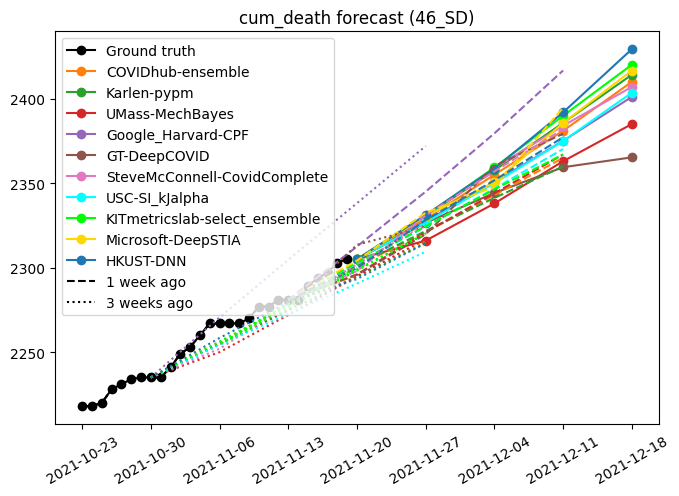 cum_death forecast (46_SD)
Ground truth
COVIDhub-ensemble
Karlen-pypm
UMass-MechBayes
Google_Harvard-CPF
GT-DeepCOVID
SteveMcConnell-CovidComplete
USC-SI_kJalpha
KITmetricslab-select_ensemble
Microsoft-DeepSTIA
HKUST-DNN
1 week ago
3 weeks ago
2400
2350
2300
2250
2021-10-23
2021-10-30
2021-11-06
2021-11-13
2021-11-20
2021-11-27
2021-12-04
2021-12-11
2021-12-18